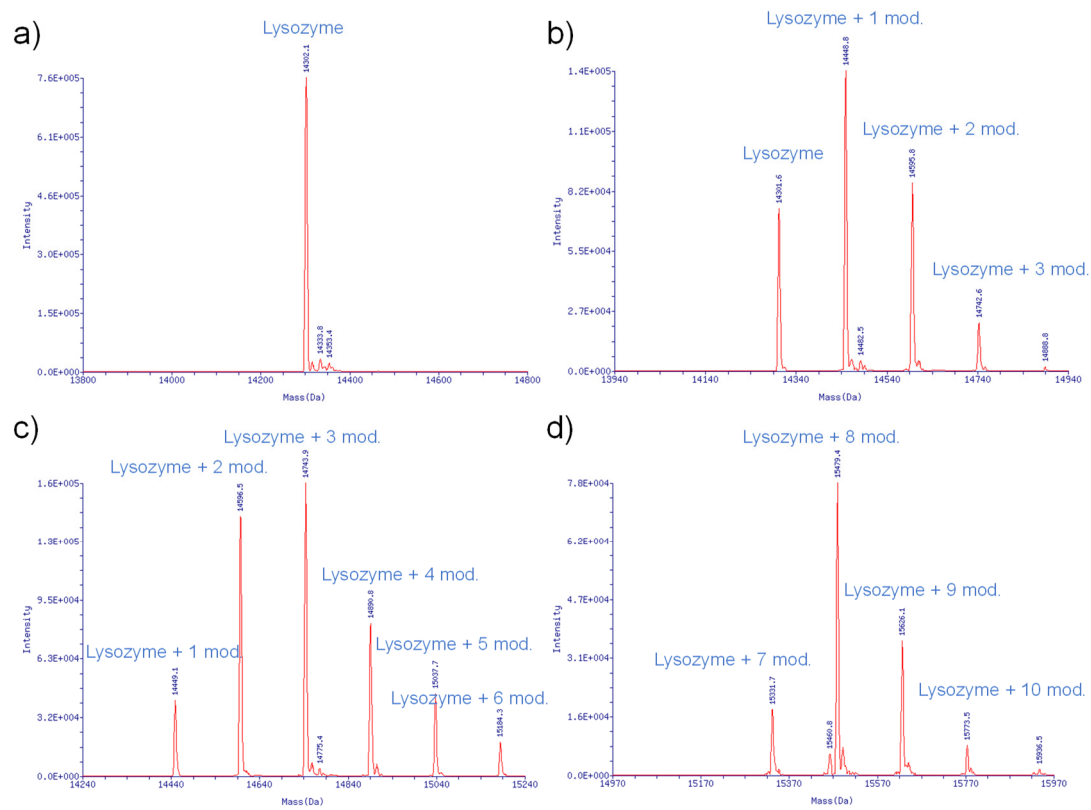 a)
Lysozyme
14302.1
7.6E+005
6.1E+005
4.6E+005
3.0E+005
1.5E+005
0.0E+000
Intensity
14333.8
14353.4
13800 14000 14200 14400 14600 14800
Mass(Da)
b)
Lysozyme + 1 mod.
14448.8
1.4E+005
1.1E+005
8.2E+004
5.5E+004
2.7E+004
0.0E+000
Intensity
Lysozyme + 2 mod.
14595.8
Lysozyme
14301.6
Lysozyme + 3 mod.
14742.6
14482.5
14888.8
13940 14140 14340 14540 14740 14940
Mass(Da)
c)
Lysozyme + 3 mod.
14743.9
Lysozyme + 2 mod.
14596.5
1.6E+005
1.3E+005
9.5E+004
6.3E+004
3.2E+004
0.0E+000
Intensity
Lysozyme + 4 mod.
14890.8
Lysozyme + 5 mod.
15037.7
Lysozyme + 1 mod.
14449.1
Lysozyme + 6 mod.
15184.3
14775.4
14240 14440 14640 14840 15040 15240
Mass(Da)
d)
Lysozyme + 8 mod.
15479.4
7.8E+004
6.2E+004
4.7E+004
3.1E+004
1.6E+004
0.0E+000
Intensity
Lysozyme + 9 mod.
15626.1
Lysozyme + 7 mod.
15331.7
Lysozyme + 10 mod.
15773.5
15460.8
15936.5
14970 15170 15370 15570 15770 15970
Mass(Da)